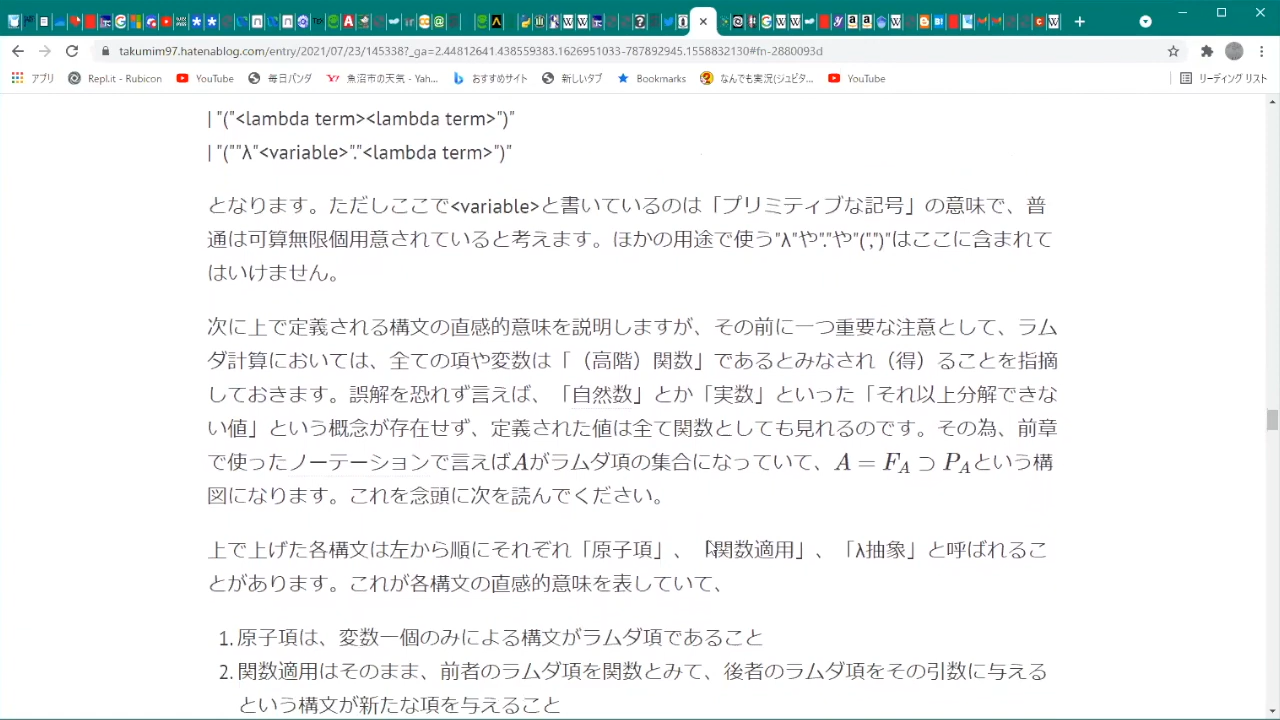 takumim97.hatenablog.com/entry/2021/07/23/145338?_ga=2.44812641.438559383.1626951033-787892945.1558832130#fn-2880093d
アプリ Repl.it - Rubicon YouTube 毎日パンダ 魚沼市の天気 - Yah... おすすめサイト 新しいタブ Bookmarks なんでも実況(ジュピタ... YouTube リーディング リスト
| "("<lambda term><lambda term>")"
| "(""λ"<variable>"."<lambda term>")"
となります。ただしここで<variable>と書いているのは「プリミティブな記号」の意味で、普
通は可算無限個用意されていると考えます。ほかの用途で使う"λ"や"."や"(",")"はここに含まれて
はいけません。
次に上で定義される構文の直感的意味を説明しますが、その前に一つ重要な注意として、ラム
ダ計算においては、全ての項や変数は「（高階）関数」であるとみなされ（得）ることを指摘
しておきます。誤解を恐れず言えば、「自然数」とか「実数」といった「それ以上分解できな
い値」という概念が存在せず、定義された値は全て関数としても見れるのです。その為、前章
で使ったノーテーションで言えばAがラムダ項の集合になっていて、A = F_A ⊃ P_Aという構
図になります。これを念頭に次を読んでください。
上で上げた各構文は左から順にそれぞれ「原子項」、「関数適用」、「λ抽象」と呼ばれるこ
とがあります。これが各構文の直感的意味を表していて、
1. 原子項は、変数一個のみによる構文がラムダ項であること
2. 関数適用はそのまま、前者のラムダ項を関数とみて、後者のラムダ項をその引数に与える
という構文が新たな項を与えること